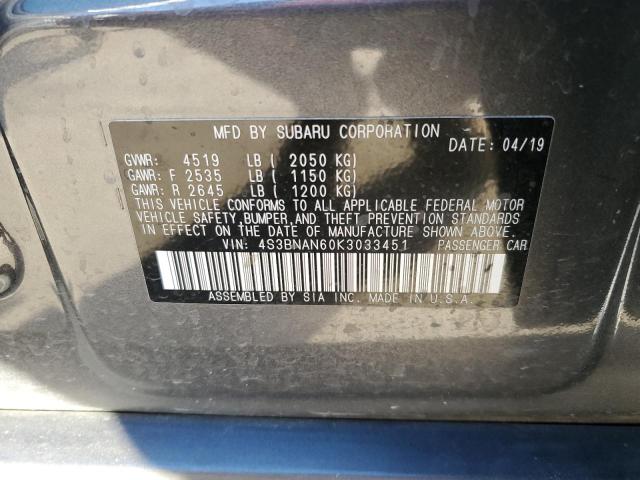 MFD BY SUBARU CORPORATION
DATE: 04/19
GVWR: 4519 LB ( 2050 KG)
GAWR: F 2535 LB ( 1150 KG)
GAWR: R 2645 LB ( 1200 KG)
THIS VEHICLE CONFORMS TO ALL APPLICABLE FEDERAL MOTOR
VEHICLE SAFETY, BUMPER, AND THEFT PREVENTION STANDARDS
IN EFFECT ON THE DATE OF MANUFACTURE SHOWN ABOVE.
VIN: 4S3BNAN60K3033451 PASSENGER CAR
ASSEMBLED BY SIA INC. MADE IN U.S.A.